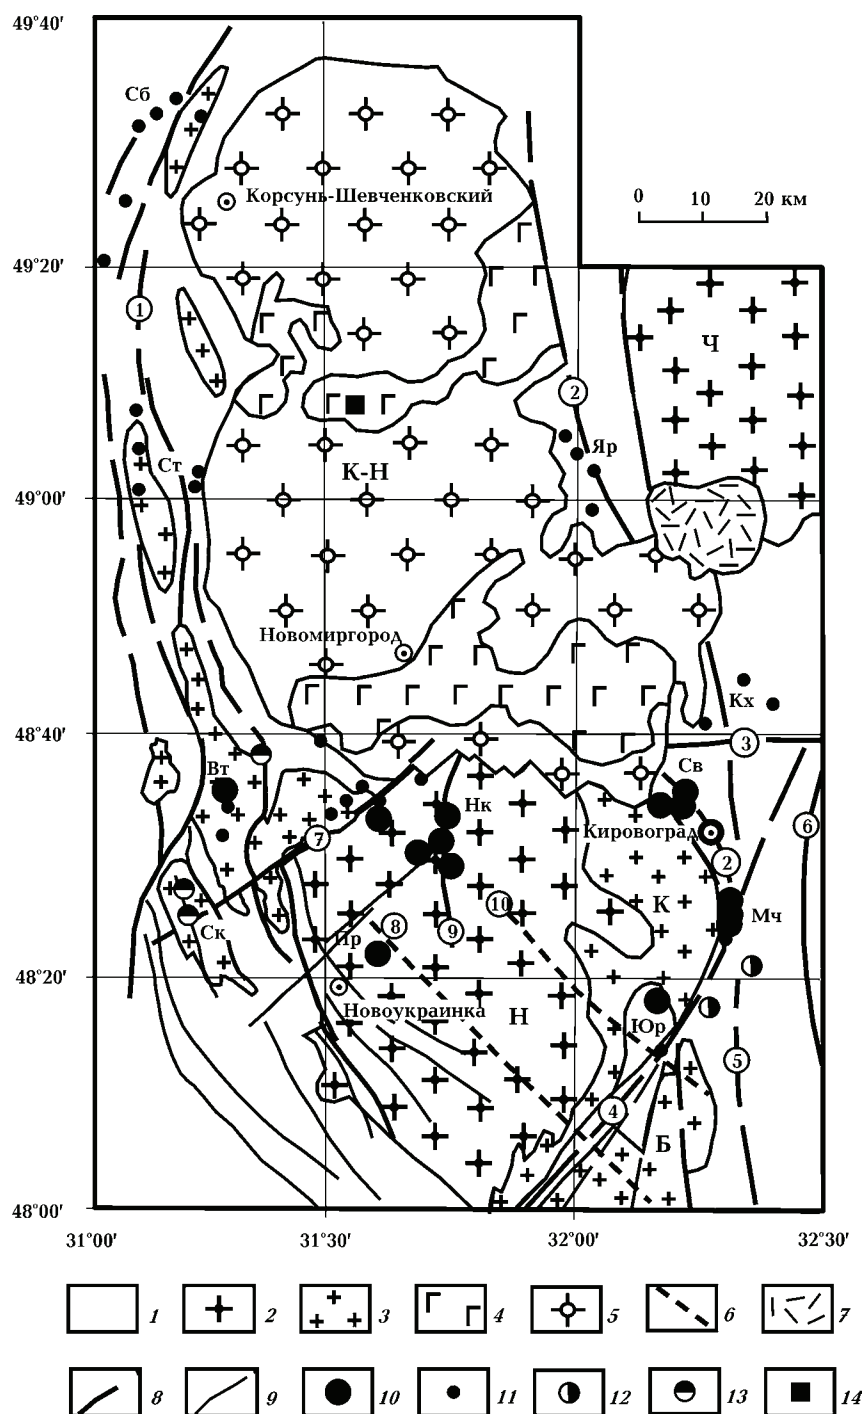 49°40′
Сб
Корсунь-Шевченковский
0 10 20 км
49°20′
1
Ч
2
Яр
Ст
К-Н
49°00′
Новомиргород
Кх
48°40′
3
Вт
Св
Нк
Кировоград
6
7
2
10
К
Мч
Ск
Пр
8
9
48°20′
Новоукраинка
Н
Юр
5
4
Б
48°00′
31°00′ 31°30′ 32°00′ 32°30′
1 2 3 4 5 6 7
8 9 10 11 12 13 14